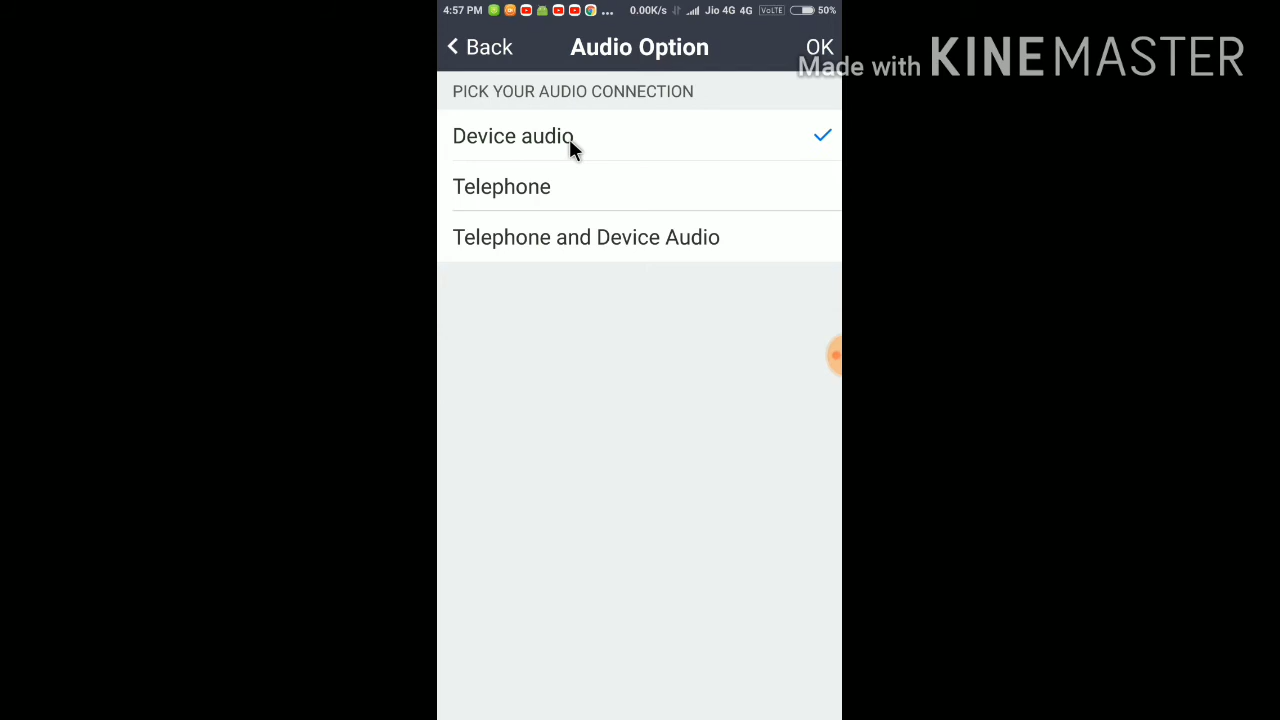 4:57 PM ... 0.00K/s Jio 4G 4G VoLTE 50%
Back Audio Option OK
Made with KINEMASTER
PICK YOUR AUDIO CONNECTION
Device audio
Telephone
Telephone and Device Audio